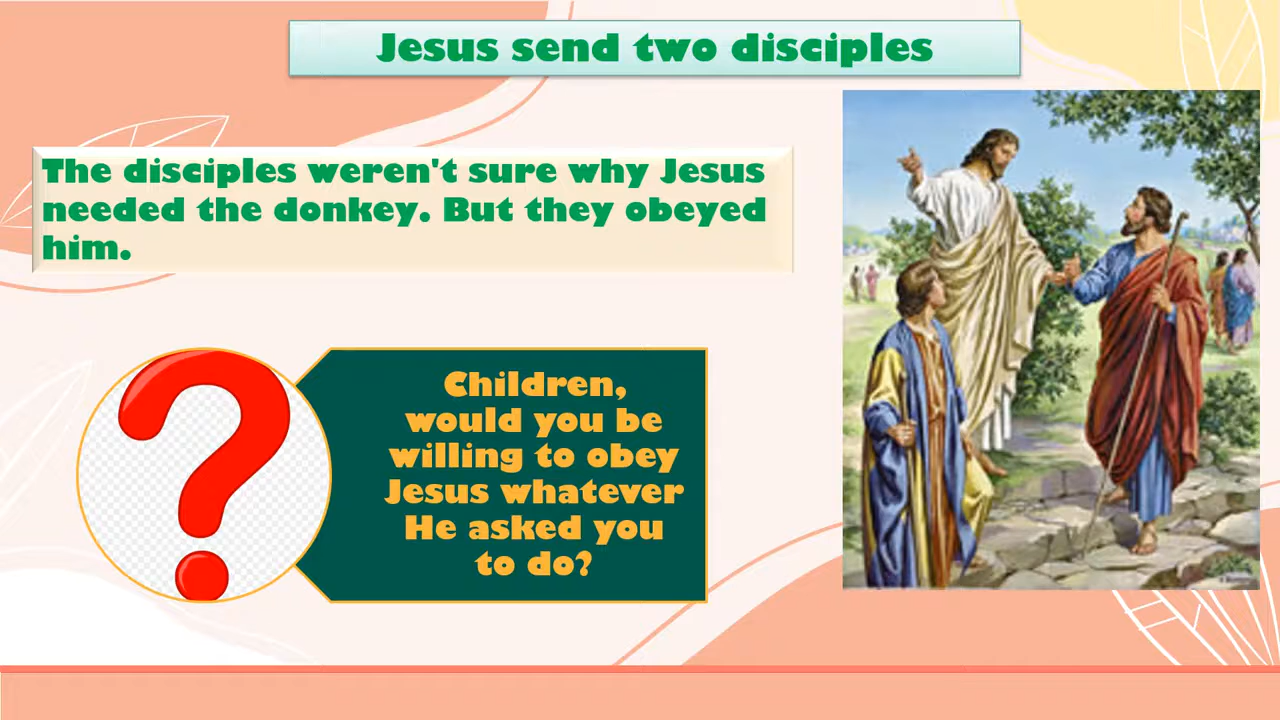 Jesus send two disciples
The disciples weren't sure why Jesus
needed the donkey. But they obeyed
him.
Children,
would you be
willing to obey
Jesus whatever
He asked you
to do?